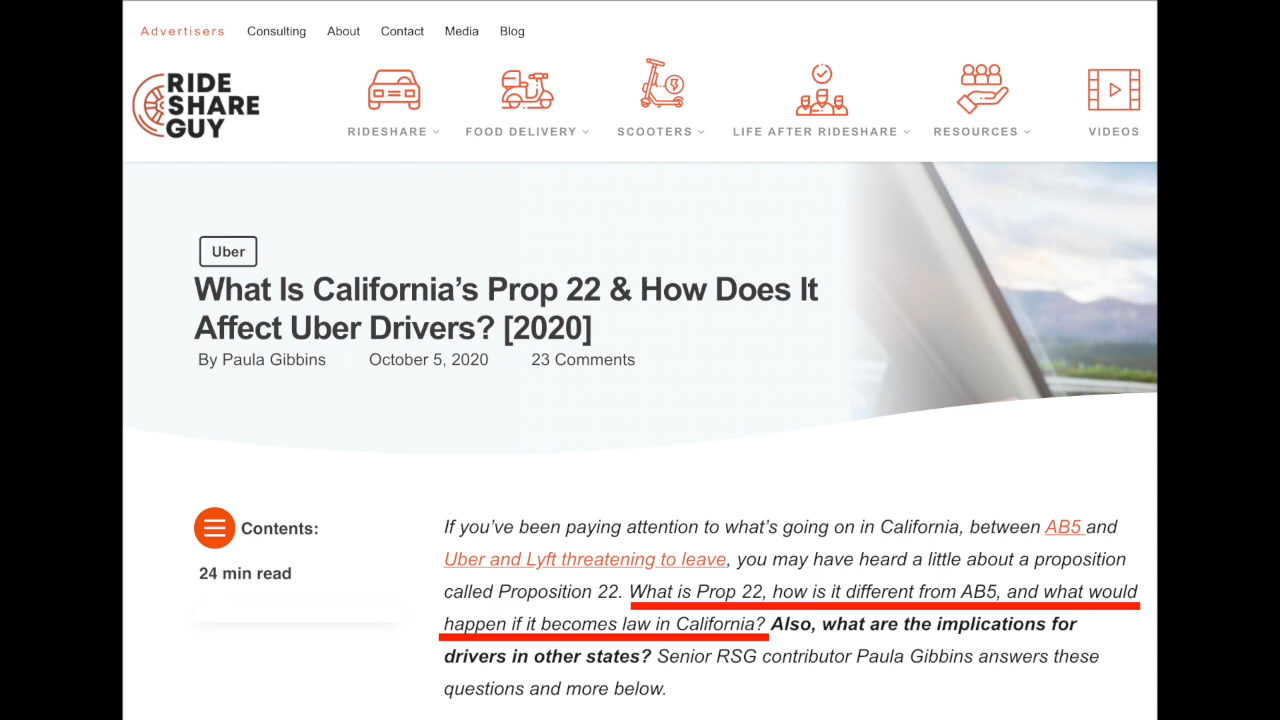 Advertisers Consulting About Contact Media Blog
RIDE
SHARE
GUY
RIDESHARE FOOD DELIVERY SCOOTERS LIFE AFTER RIDESHARE RESOURCES VIDEOS
Uber
What Is California’s Prop 22 & How Does It
Affect Uber Drivers? [2020]
By Paula Gibbins October 5, 2020 23 Comments
Contents:
24 min read
If you’ve been paying attention to what’s going on in California, between AB5 and
Uber and Lyft threatening to leave, you may have heard a little about a proposition
called Proposition 22. What is Prop 22, how is it different from AB5, and what would
happen if it becomes law in California? Also, what are the implications for
drivers in other states? Senior RSG contributor Paula Gibbins answers these
questions and more below.